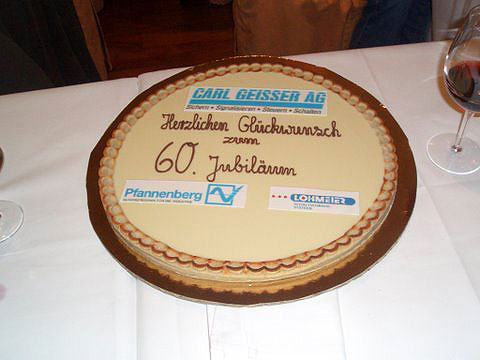 CARL GEISSER AG
Sichern • Signalisieren • Steuern • Schalten
Herzlichen Glückwunsch
zum
60. Jubiläum
Pfannenberg
LOHMEIER